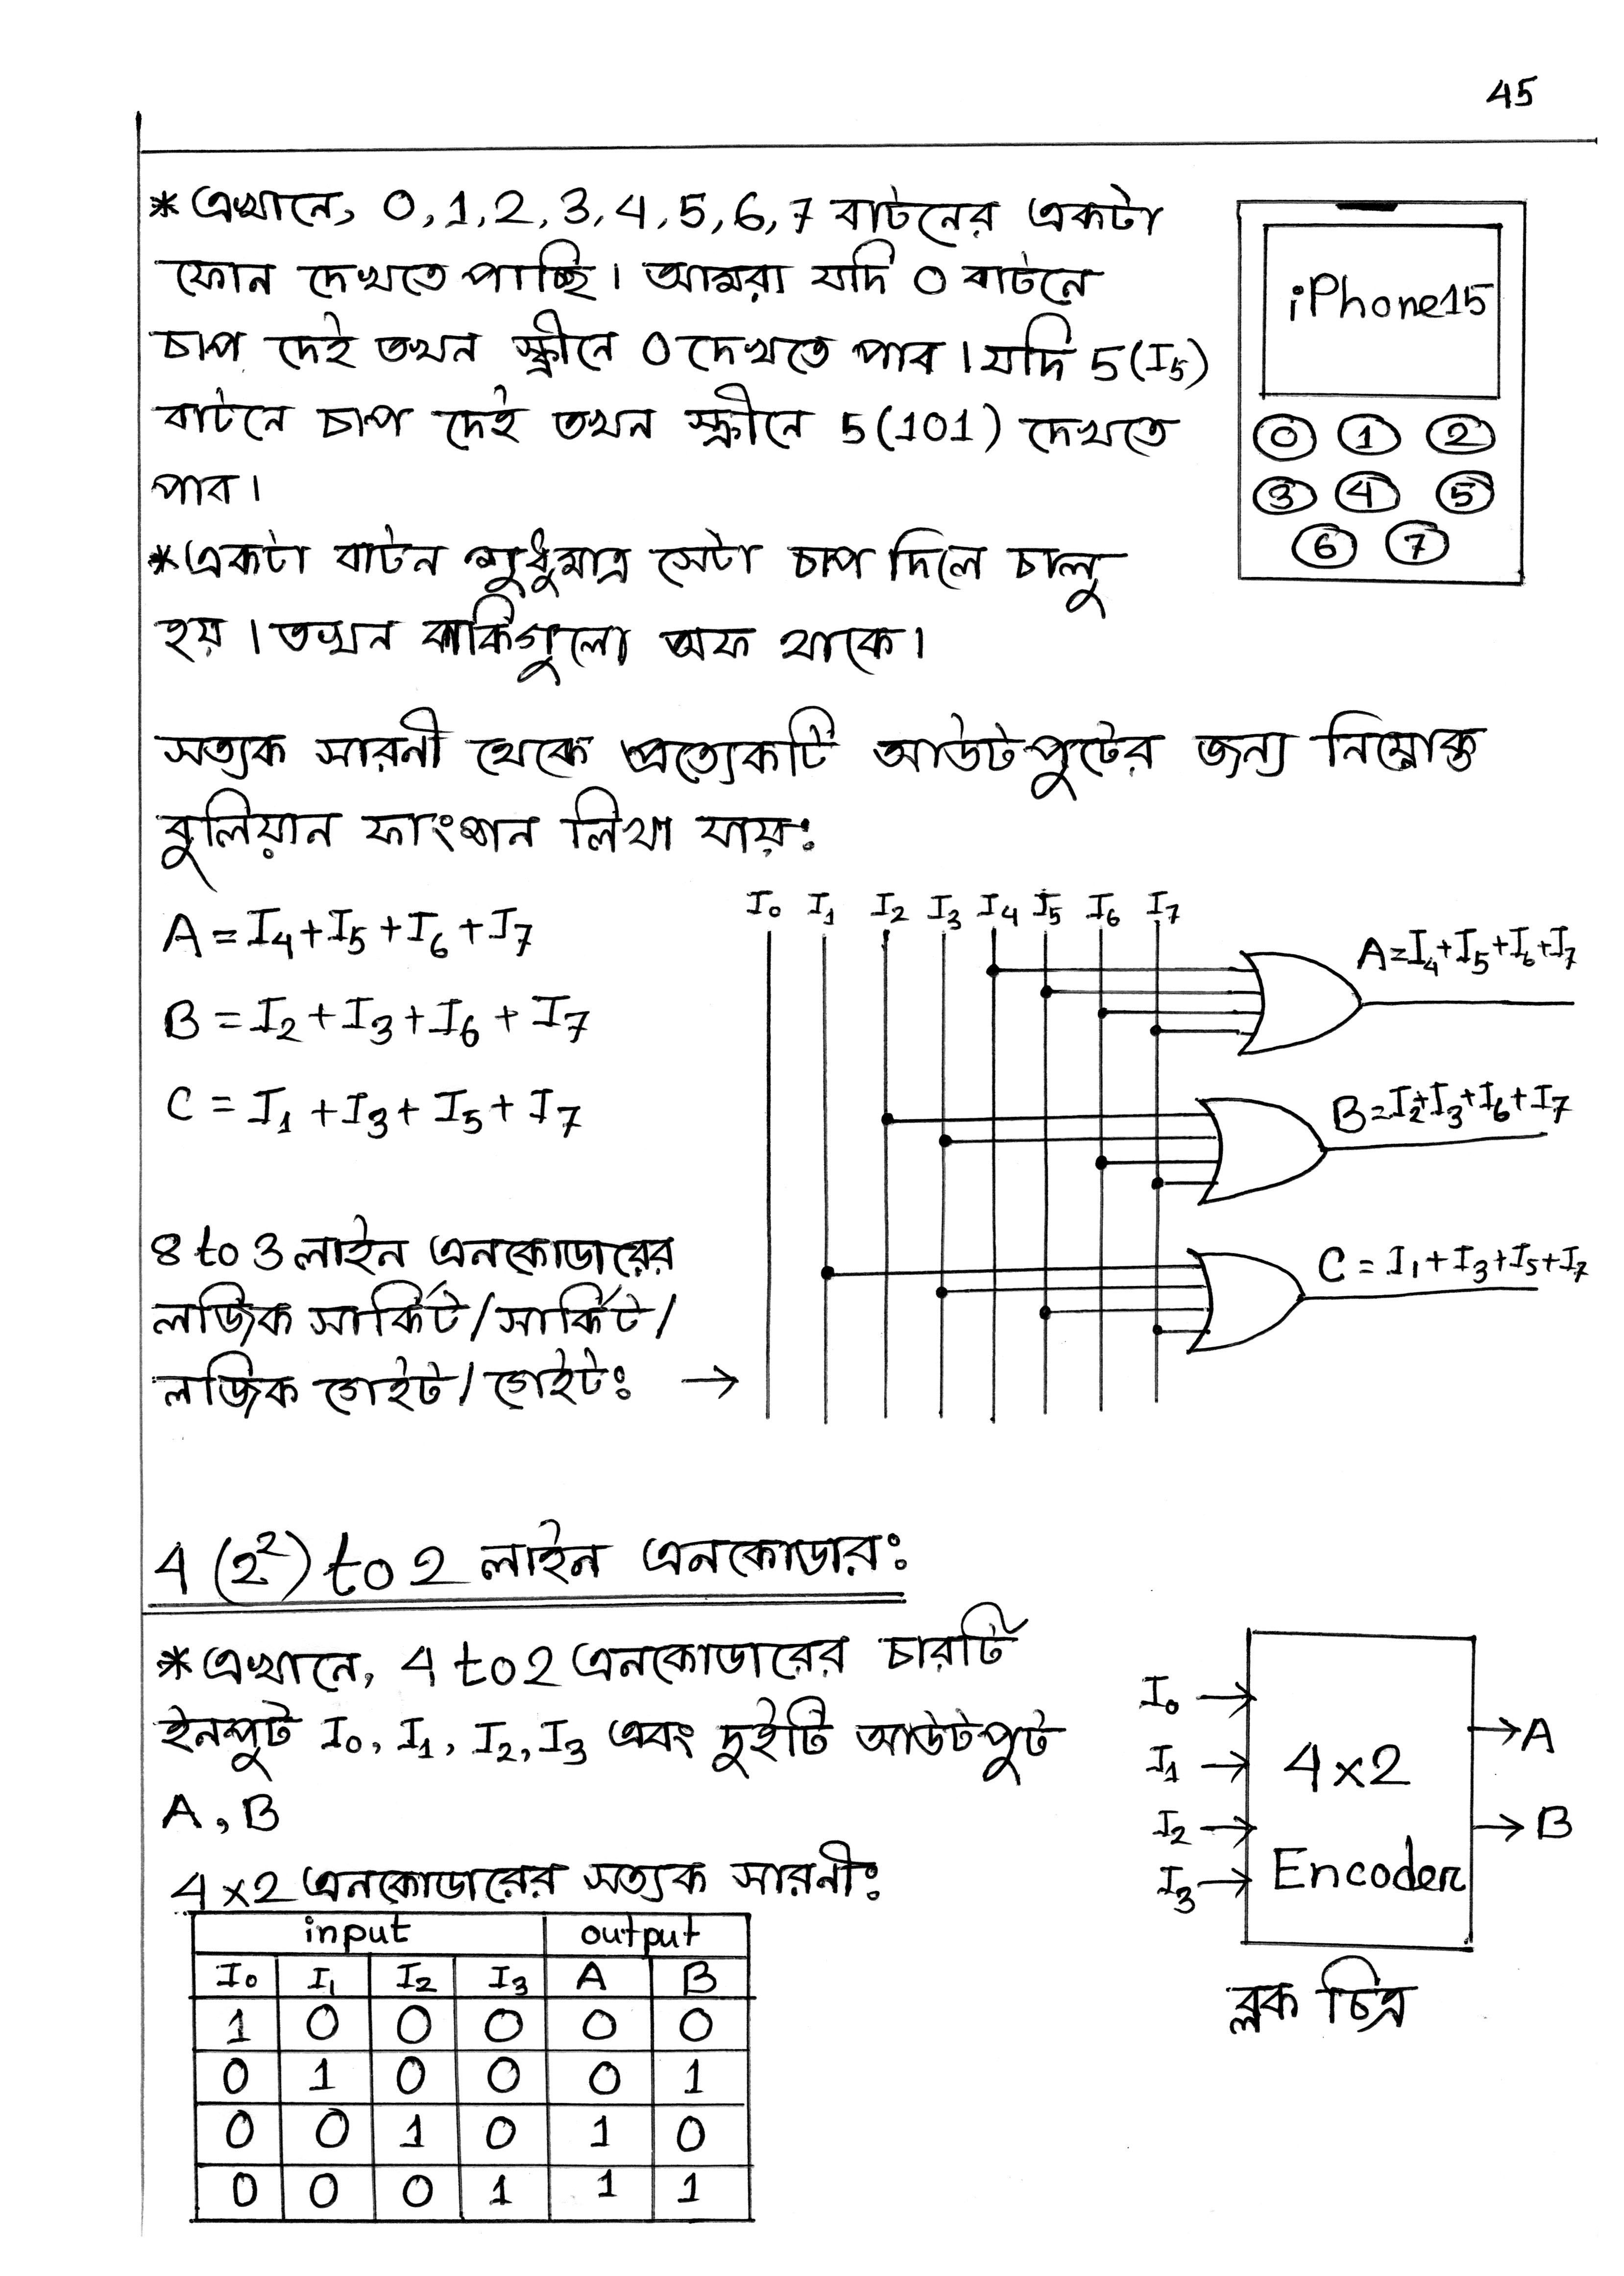 45
*এখানে, 0,1,2,3,4,5,6,7 বাটনের একটা
ফোন দেখতে পাচ্ছি। আমরা যদি 0 বাটনে
চাপ দেই তখন স্ক্রীনে 0 দেখতে পাব। যদি 5(I5)
বাটনে চাপ দেই তখন স্ক্রীনে 5(101) দেখতে
পাব।
iPhone15
0 1 2
3 4 5
6 7
*একটা বাটন শুধুমাত্র সেটা চাপ দিলে চালু
হয়। তখন বাকিগুলো অফ থাকে।
সত্যক সারনী থেকে প্রত্যেকটি আউটপুটের জন্য নিম্নোক্ত
বুলিয়ান ফাংশন লিখা যায়ঃ
A=I4+I5+I6+I7
B=I2+I3+I6+I7
C=I1+I3+I5+I7
I0 I1 I2 I3 I4 I5 I6 I7
A=I4+I5+I6+I7
B=I2+I3+I6+I7
C=I1+I3+I5+I7
8 to 3 লাইন এনকোডারের
লজিক সার্কিট/সার্কিট/
লজিক গেইট/গেইটঃ →
4 (2²) to 2 লাইন এনকোডারঃ
*এখানে, 4 to 2 এনকোডারের চারটি
ইনপুট I0, I1, I2, I3 এবং দুইটি আউটপুট
A, B
I0
I1
I2
I3
4×2
Encoder
A
B
ব্লক চিত্র
4×2 এনকোডারের সত্যক সারনীঃ
input output
I0 I1 I2 I3 A B
1 0 0 0 0 0
0 1 0 0 0 1
0 0 1 0 1 0
0 0 0 1 1 1